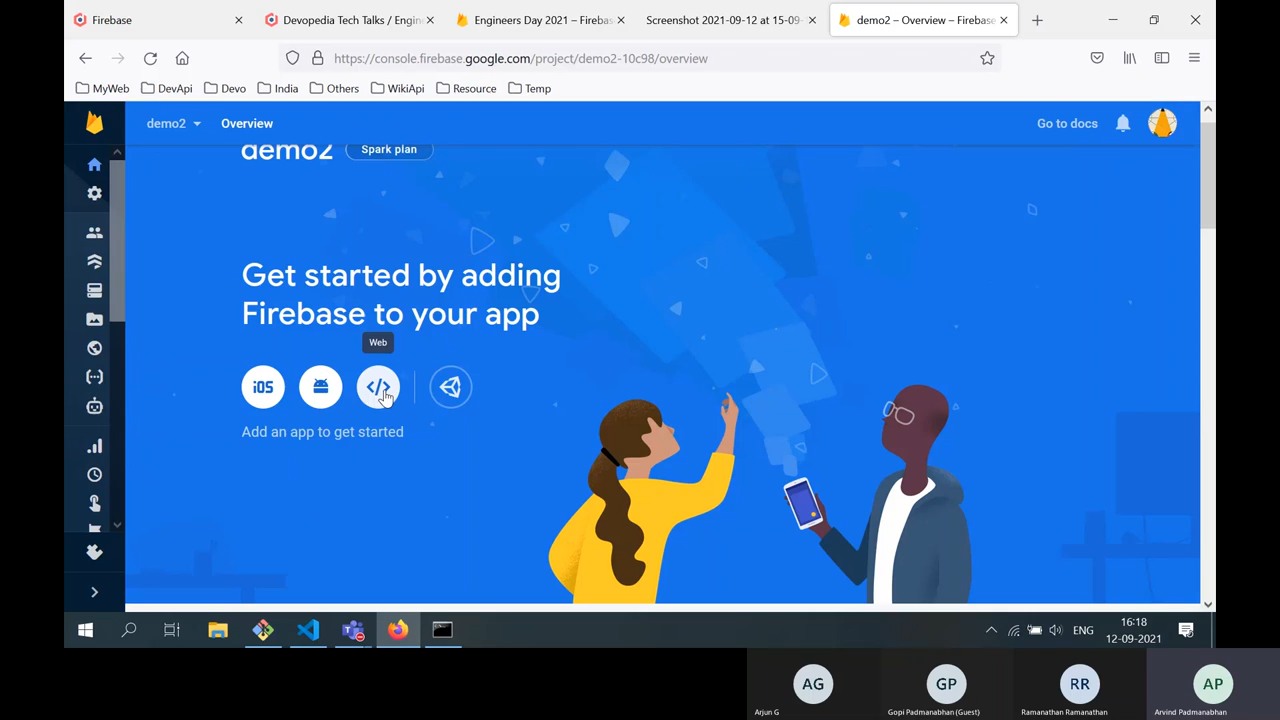 Firebase
Devopedia Tech Talks / Engine
Engineers Day 2021 – Firebas
Screenshot 2021-09-12 at 15-09-
demo2 – Overview – Firebase
https://console.firebase.google.com/project/demo2-10c98/overview
MyWeb
DevApi
Devo
India
Others
WikiApi
Resource
Temp
demo2
Overview
Go to docs
demo2
Spark plan
Get started by adding
Firebase to your app
Web
iOS
</>
Add an app to get started
ENG
16:18
12-09-2021
AG
GP
RR
AP
Arjun G
Gopi Padmanabhan (Guest)
Ramanathan Ramanathan
Arvind Padmanabhan